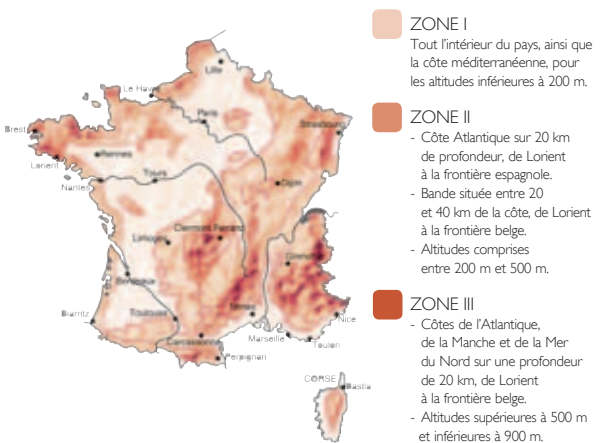 ZONE I
Tout l'intérieur du pays, ainsi que
la côte méditerranéenne, pour
les altitudes inférieures à 200 m.
ZONE II
- Côte Atlantique sur 20 km
de profondeur, de Lorient
à la frontière espagnole.
- Bande située entre 20
et 40 km de la côte, de Lorient
à la frontière belge.
- Altitudes comprises
entre 200 m et 500 m.
ZONE III
- Côtes de l'Atlantique,
de la Manche et de la Mer
du Nord sur une profondeur
de 20 km, de Lorient
à la frontière belge.
- Altitudes supérieures à 500 m
et inférieures à 900 m.
Lille
Le Havre
Paris
Strasbourg
Brest
Rennes
Lorient
Tours
Dijon
Nantes
Clermont Ferrand
Limoges
Grenoble
Bordeaux
Biarritz
Toulouse
Nimes
Nice
Carcassonne
Marseille
Toulon
Perpignan
CORSE
Bastia